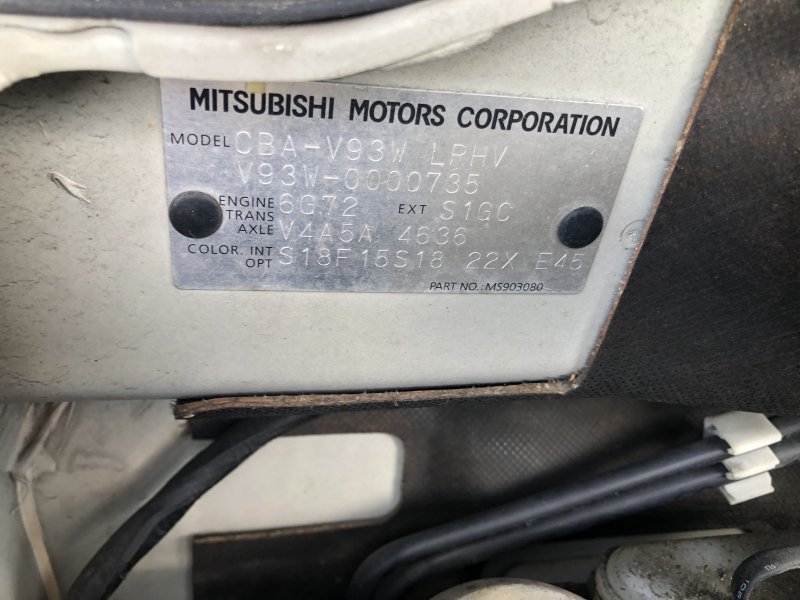 MITSUBISHI MOTORS CORPORATION
MODEL CBA-V93W LRHV
V93W-0000735
ENGINE 6G72 EXT S1GC
TRANS
AXLE V4A5A 4636
COLOR. INT
OPT S18F15S18 22X E45
PART NO.: MS903080